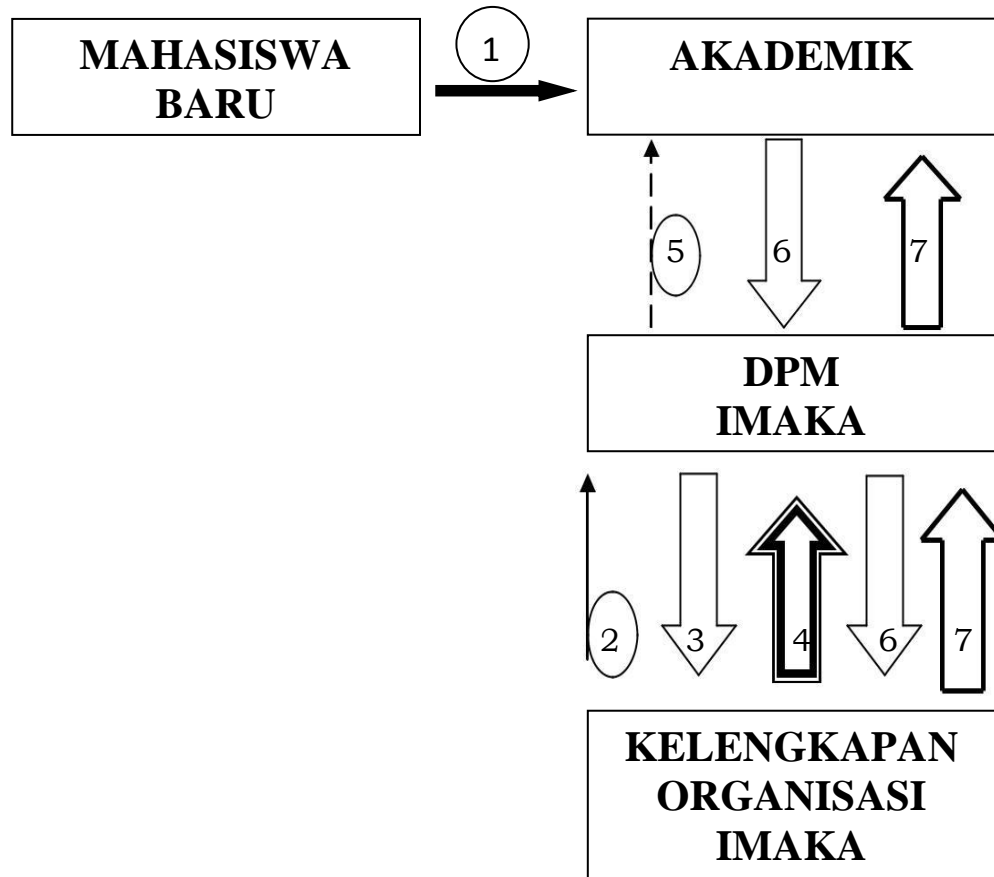 MAHASISWA
BARU
1
AKADEMIK
5
6
7
DPM
IMAKA
2
3
4
6
7
KELENGKAPAN
ORGANISASI
IMAKA